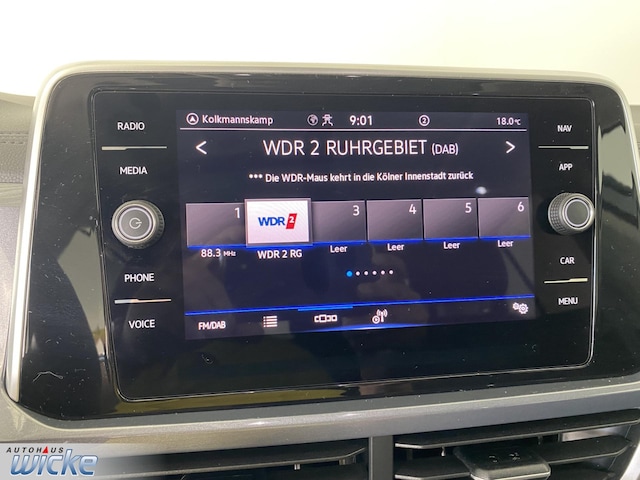 RADIO
MEDIA
PHONE
VOICE
Kolkmannskamp 9:01 2 18.0°C
< WDR 2 RUHRGEBIET (DAB) >
*** Die WDR-Maus kehrt in die Kölner Innenstadt zurück
1 WDR 2 3 4 5 6
88.3 MHz WDR 2 RG Leer Leer Leer Leer
FM/DAB
NAV
APP
CAR
MENU
AUTOHAUS
wicke